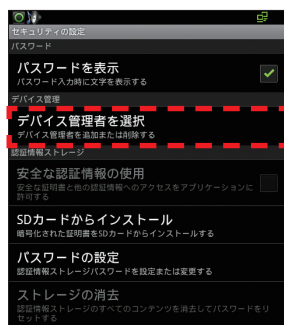 セキュリティの設定
パスワード
パスワードを表示
パスワード入力時に文字を表示する
デバイス管理
デバイス管理者を選択
デバイス管理者を追加または削除する
認証情報ストレージ
安全な認証情報の使用
安全な証明書と他の認証情報へのアクセスをアプリケーションに
許可する
SDカードからインストール
暗号化された証明書をSDカードからインストールする
パスワードの設定
認証情報ストレージパスワードを設定または変更する
ストレージの消去
認証情報ストレージのすべてのコンテンツを消去してパスワードをリ
セットする